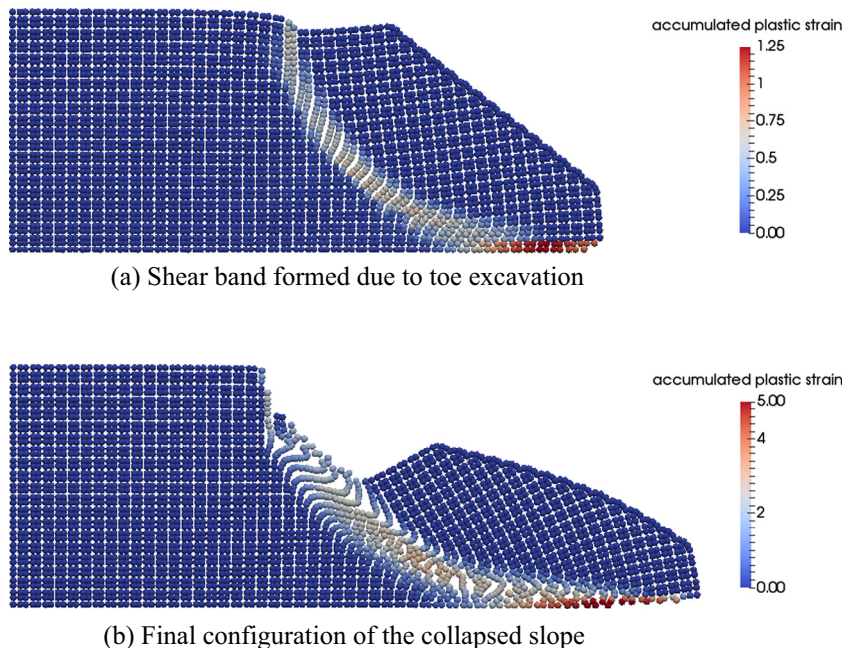 accumulated plastic strain
1.25
1
0.75
0.5
0.25
0.00
(a) Shear band formed due to toe excavation
accumulated plastic strain
5.00
4
2
0.00
(b) Final configuration of the collapsed slope